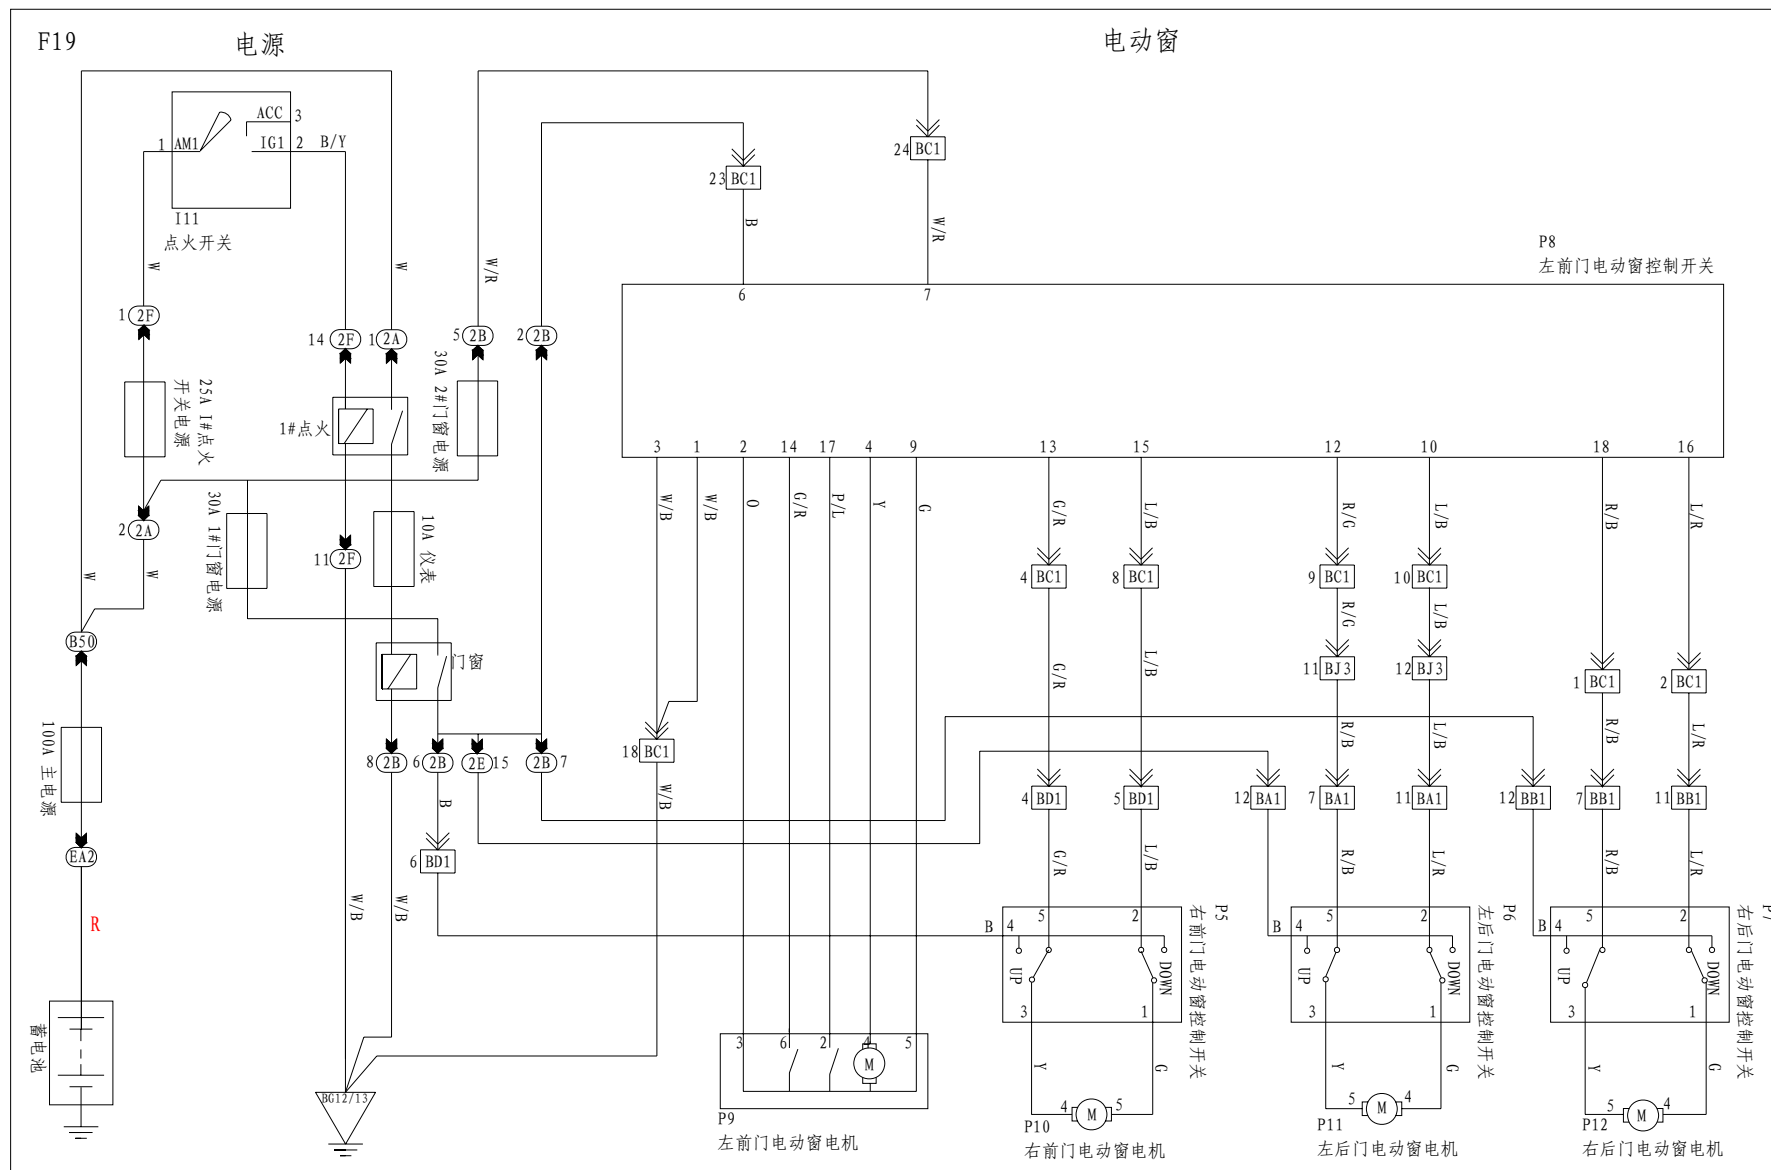 F19
电源
电动窗
ACC 3
1 AM1
IG1 2 B/Y
I11
点火开关
W
W
W/R
23 BC1
24 BC1
B
W/R
P8
左前门电动窗控制开关
6 7
1 2F
14 2F
1 2A
5 2B
2 2B
25A I#点火
开关电源
1#点火
30A 2#门窗电源
30A 1#门窗电源
10A 仪表
2 2A
11 2F
W
W
B50
门窗
100A 主电源
EA2
R
蓄电池
8 2B
6 2B
2E 15
2B 7
B
6 BD1
W/B
W/B
BG12/13
3 1 2 14 17 4 9 13 15 12 10 18 16
W/B W/B O G/R P/L Y G G/R L/B R/G L/B R/B L/R
4 BC1
8 BC1
9 BC1
10 BC1
R/G L/B
G/R L/B
11 BJ3
12 BJ3
1 BC1
2 BC1
18 BC1
W/B
R/B L/B R/B L/R
4 BD1
5 BD1
12 BA1
7 BA1
11 BA1
12 BB1
7 BB1
11 BB1
G/R L/B R/B L/R R/B L/R
B 4 5 2
UP DOWN
3 1
P5
右前门电动窗控制开关
B 4 5 2
UP DOWN
3 1
P6
左后门电动窗控制开关
B 4 5 2
UP DOWN
3 1
右后门电动窗控制开关
3 6 2 4 5
M
P9
左前门电动窗电机
Y G
4 M 5
P10
右前门电动窗电机
Y G
5 M 4
P11
左后门电动窗电机
Y G
5 M 4
P12
右后门电动窗电机